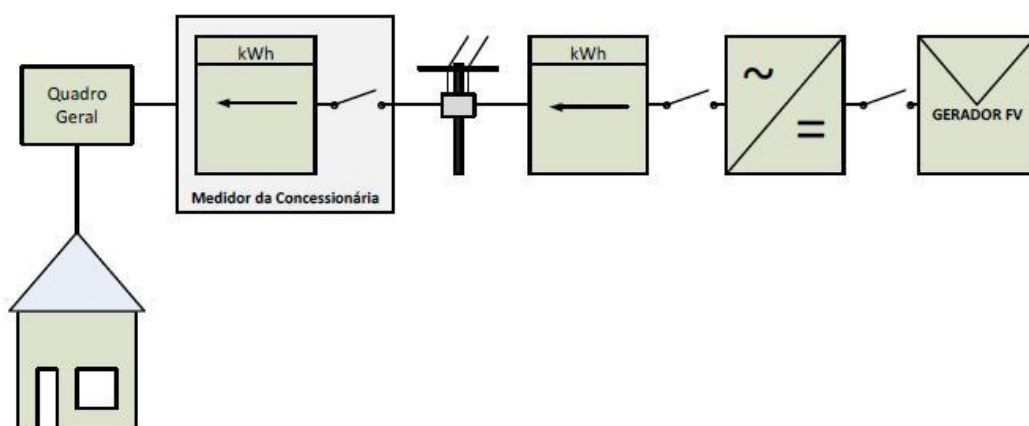 kWh
kWh
Quadro
Geral
GERADOR FV
Medidor da Concessionária